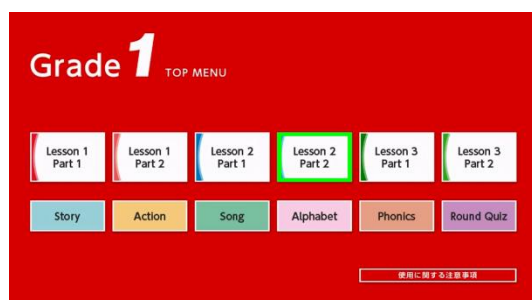 Grade 1 TOP MENU
Lesson 1
Part 1
Lesson 1
Part 2
Lesson 2
Part 1
Lesson 2
Part 2
Lesson 3
Part 1
Lesson 3
Part 2
Story
Action
Song
Alphabet
Phonics
Round Quiz
使用に関する注意事項